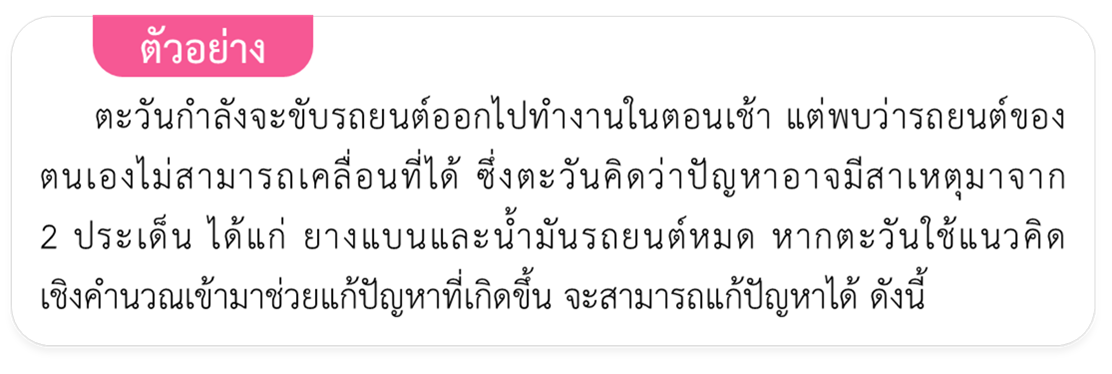 ตัวอย่าง
ตะวันกำลังจะขับรถยนต์ออกไปทำงานในตอนเช้า แต่พบว่ารถยนต์ของ
ตนเองไม่สามารถเคลื่อนที่ได้ ซึ่งตะวันคิดว่าปัญหาอาจมีสาเหตุมาจาก
2 ประเด็น ได้แก่ ยางแบนและน้ำมันรถยนต์หมด หากตะวันใช้แนวคิด
เชิงคำนวณเข้ามาช่วยแก้ปัญหาที่เกิดขึ้น จะสามารถแก้ปัญหาได้ ดังนี้